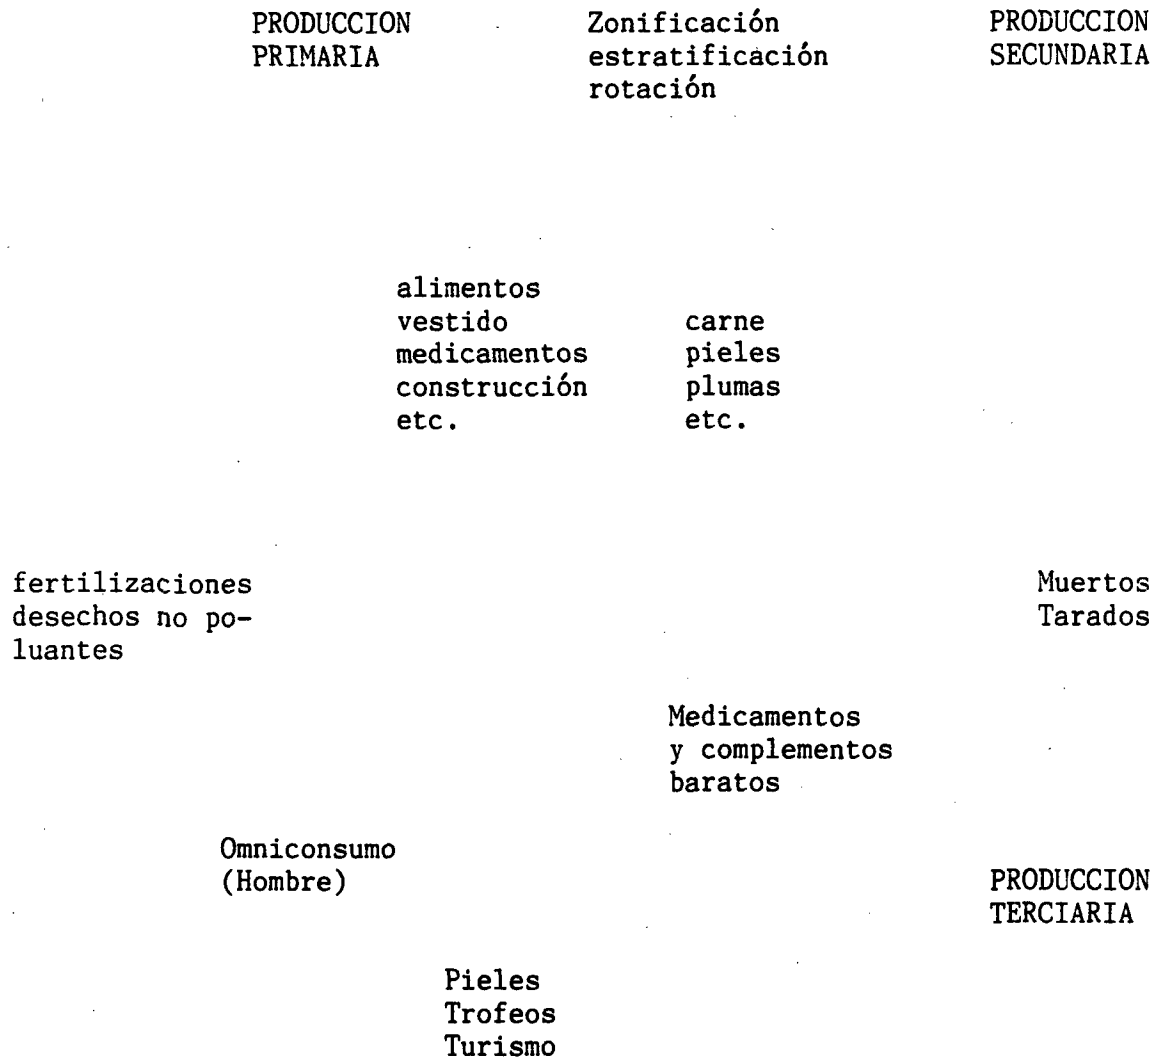 PRODUCCION
PRIMARIA
Zonificación
estratificación
rotación
PRODUCCION
SECUNDARIA
alimentos
vestido
medicamentos
construcción
etc.
carne
pieles
plumas
etc.
fertilizaciones
desechos no po-
luantes
Muertos
Tarados
Medicamentos
y complementos
baratos
Omniconsumo
(Hombre)
PRODUCCION
TERCIARIA
Pieles
Trofeos
Turismo